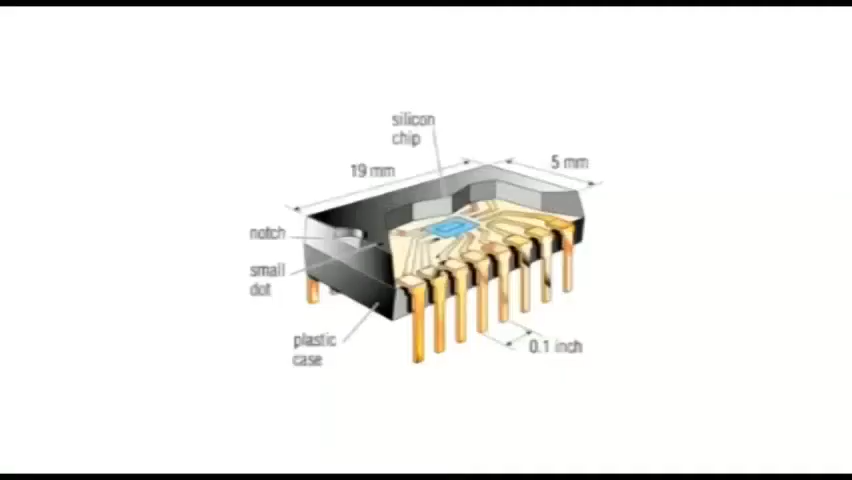 silicon
chip
19 mm
5 mm
notch
small
dot
plastic
case
0.1 inch